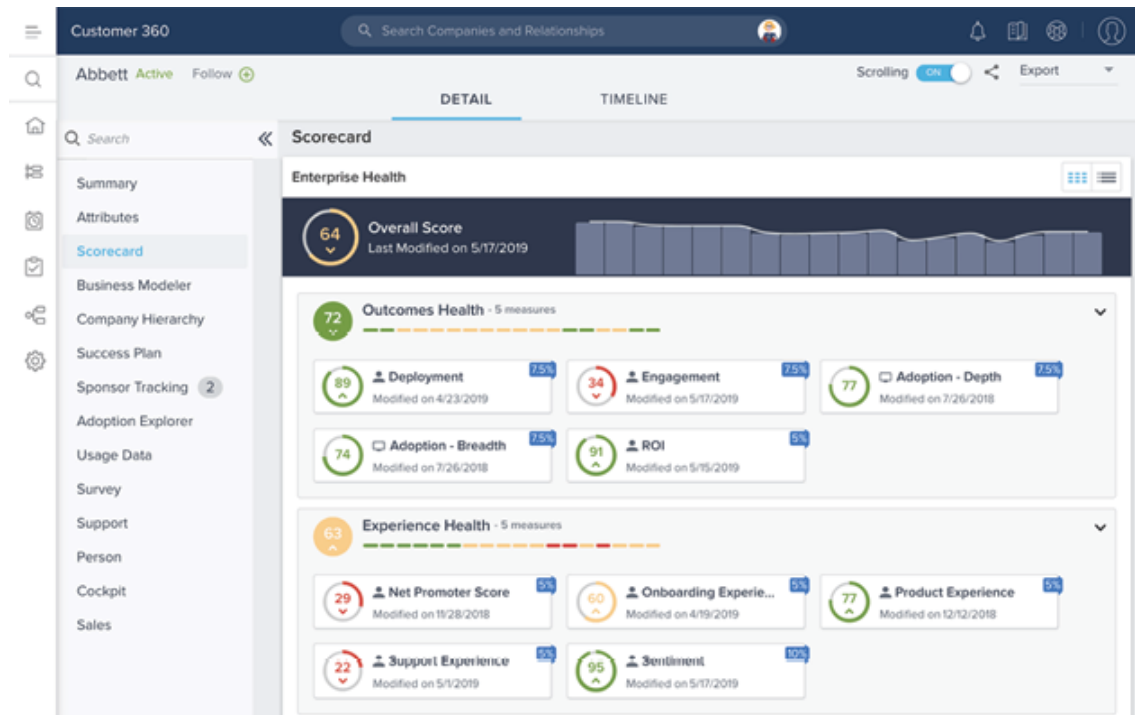 Customer 360
Search Companies and Relationships
Abbett Active Follow
Scrolling ON Export
DETAIL TIMELINE
Search
Summary
Attributes
Scorecard
Business Modeler
Company Hierarchy
Success Plan
Sponsor Tracking 2
Adoption Explorer
Usage Data
Survey
Support
Person
Cockpit
Sales
Scorecard
Enterprise Health
64
Overall Score
Last Modified on 5/17/2019
72
Outcomes Health - 5 measures
89
Deployment
7.5%
Modified on 4/23/2019
34
Engagement
7.5%
Modified on 5/17/2019
77
Adoption - Depth
7.5%
Modified on 7/26/2018
74
Adoption - Breadth
7.5%
Modified on 7/26/2018
91
ROI
5%
Modified on 5/15/2019
63
Experience Health - 5 measures
29
Net Promoter Score
5%
Modified on 11/28/2018
60
Onboarding Experie...
5%
Modified on 4/19/2019
77
Product Experience
5%
Modified on 12/12/2018
22
Support Experience
5%
Modified on 5/1/2019
95
Sentiment
10%
Modified on 5/17/2019